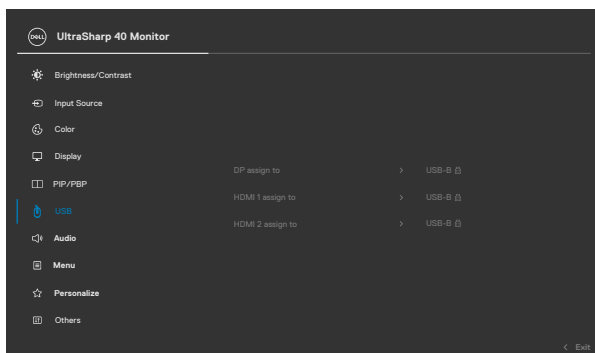 DELL UltraSharp 40 Monitor
Brightness/Contrast
Input Source
Color
Display
DP assign to > USB-B
PIP/PBP
HDMI 1 assign to > USB-B
USB
HDMI 2 assign to > USB-B
Audio
Menu
Personalize
Others
< Exit